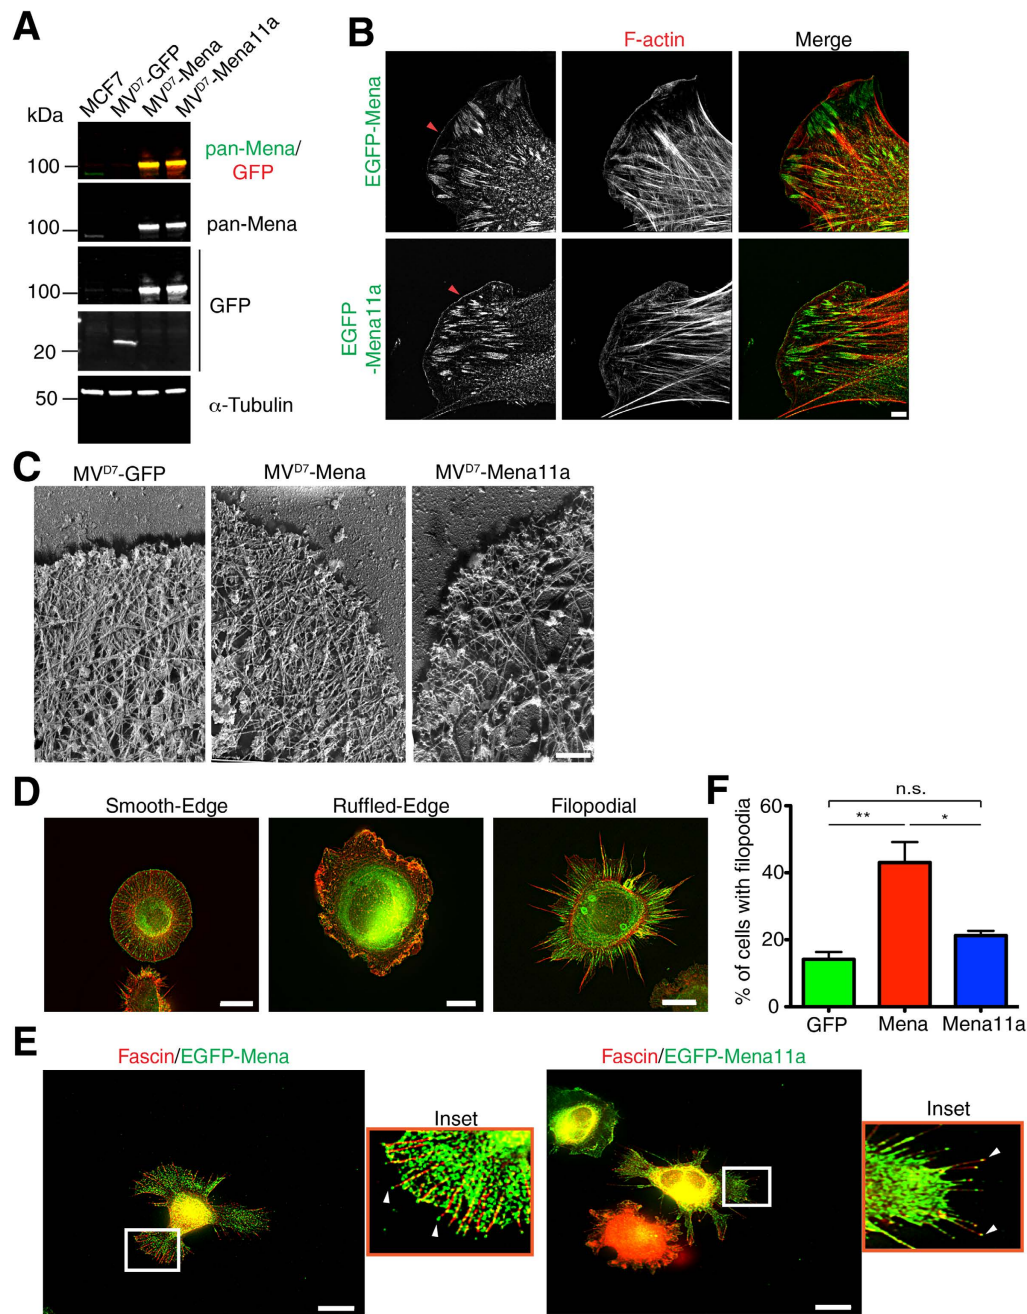 A
MCF7
MVD7-GFP
MVD7-Mena
MVD7-Mena11a
kDa
100
pan-Mena/
GFP
100
pan-Mena
100
GFP
20
50
α-Tubulin
B
F-actin
Merge
EGFP-Mena
EGFP
-Mena11a
C
MVD7-GFP
MVD7-Mena
MVD7-Mena11a
D
Smooth-Edge
Ruffled-Edge
Filopodial
F
% of cells with filopodia
60
40
20
0
n.s.
**
*
GFP
Mena
Mena11a
E
Fascin/EGFP-Mena
Inset
Fascin/EGFP-Mena11a
Inset